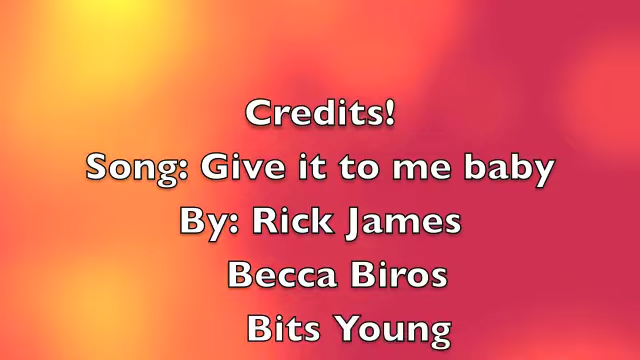 Credits!
Song: Give it to me baby
By: Rick James
Becca Biros
Bits Young